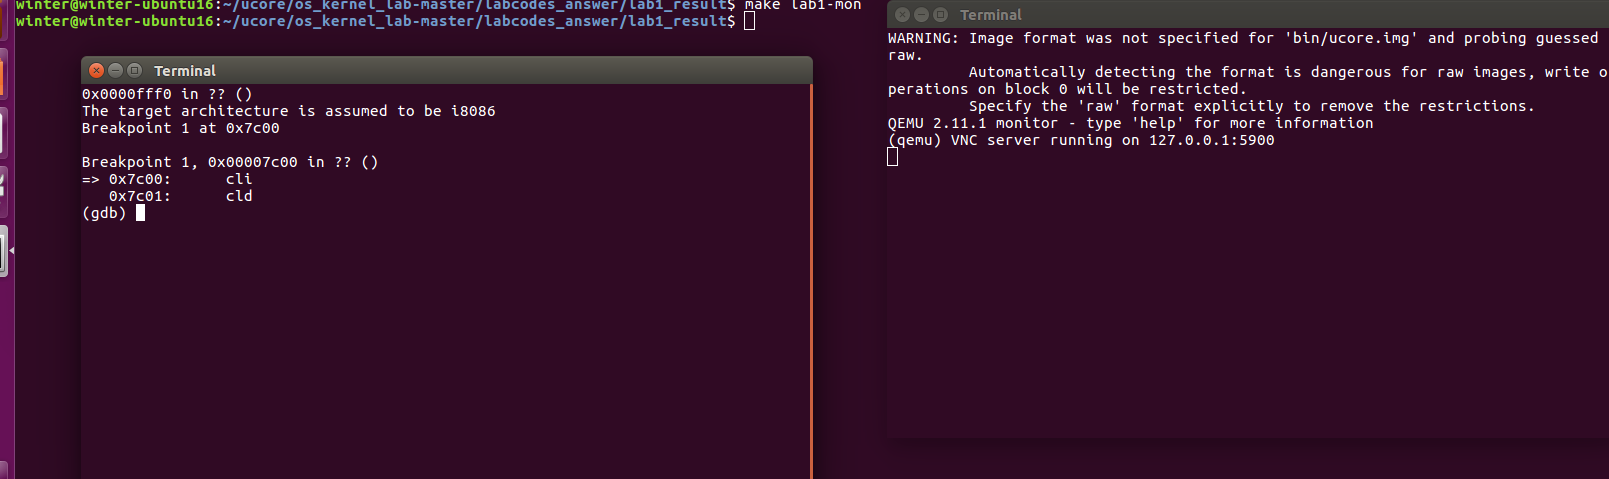 winter@winter-ubuntu16:~/ucore/os_kernel_lab-master/labcodes_answer/lab1_result$ make lab1-mon
winter@winter-ubuntu16:~/ucore/os_kernel_lab-master/labcodes_answer/lab1_result$
Terminal
0x0000fff0 in ?? ()
The target architecture is assumed to be i8086
Breakpoint 1 at 0x7c00
Breakpoint 1, 0x00007c00 in ?? ()
=> 0x7c00:      cli
   0x7c01:      cld
(gdb)
Terminal
WARNING: Image format was not specified for 'bin/ucore.img' and probing guessed
raw.
         Automatically detecting the format is dangerous for raw images, write o
perations on block 0 will be restricted.
         Specify the 'raw' format explicitly to remove the restrictions.
QEMU 2.11.1 monitor - type 'help' for more information
(qemu) VNC server running on 127.0.0.1:5900